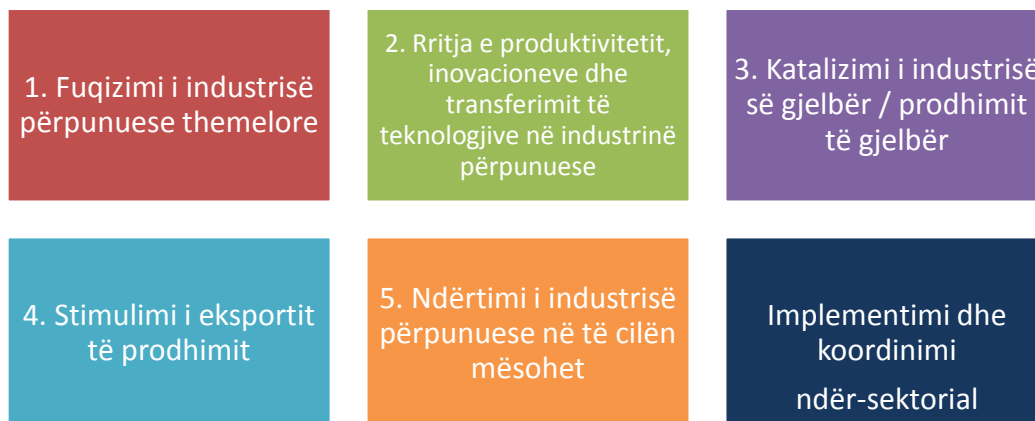 1. Fuqizimi i industrisë
përpunuese themelore
2. Rritja e produktivitetit,
inovacioneve dhe
transferimit të
teknologjive në industrinë
përpunuese
3. Katalizimi i industrisë
së gjelbër / prodhimit
të gjelbër
4. Stimulimi i eksportit
të prodhimit
5. Ndërtimi i industrisë
përpunuese në të cilën
mësohet
Implementimi dhe
koordinimi
ndër-sektorial